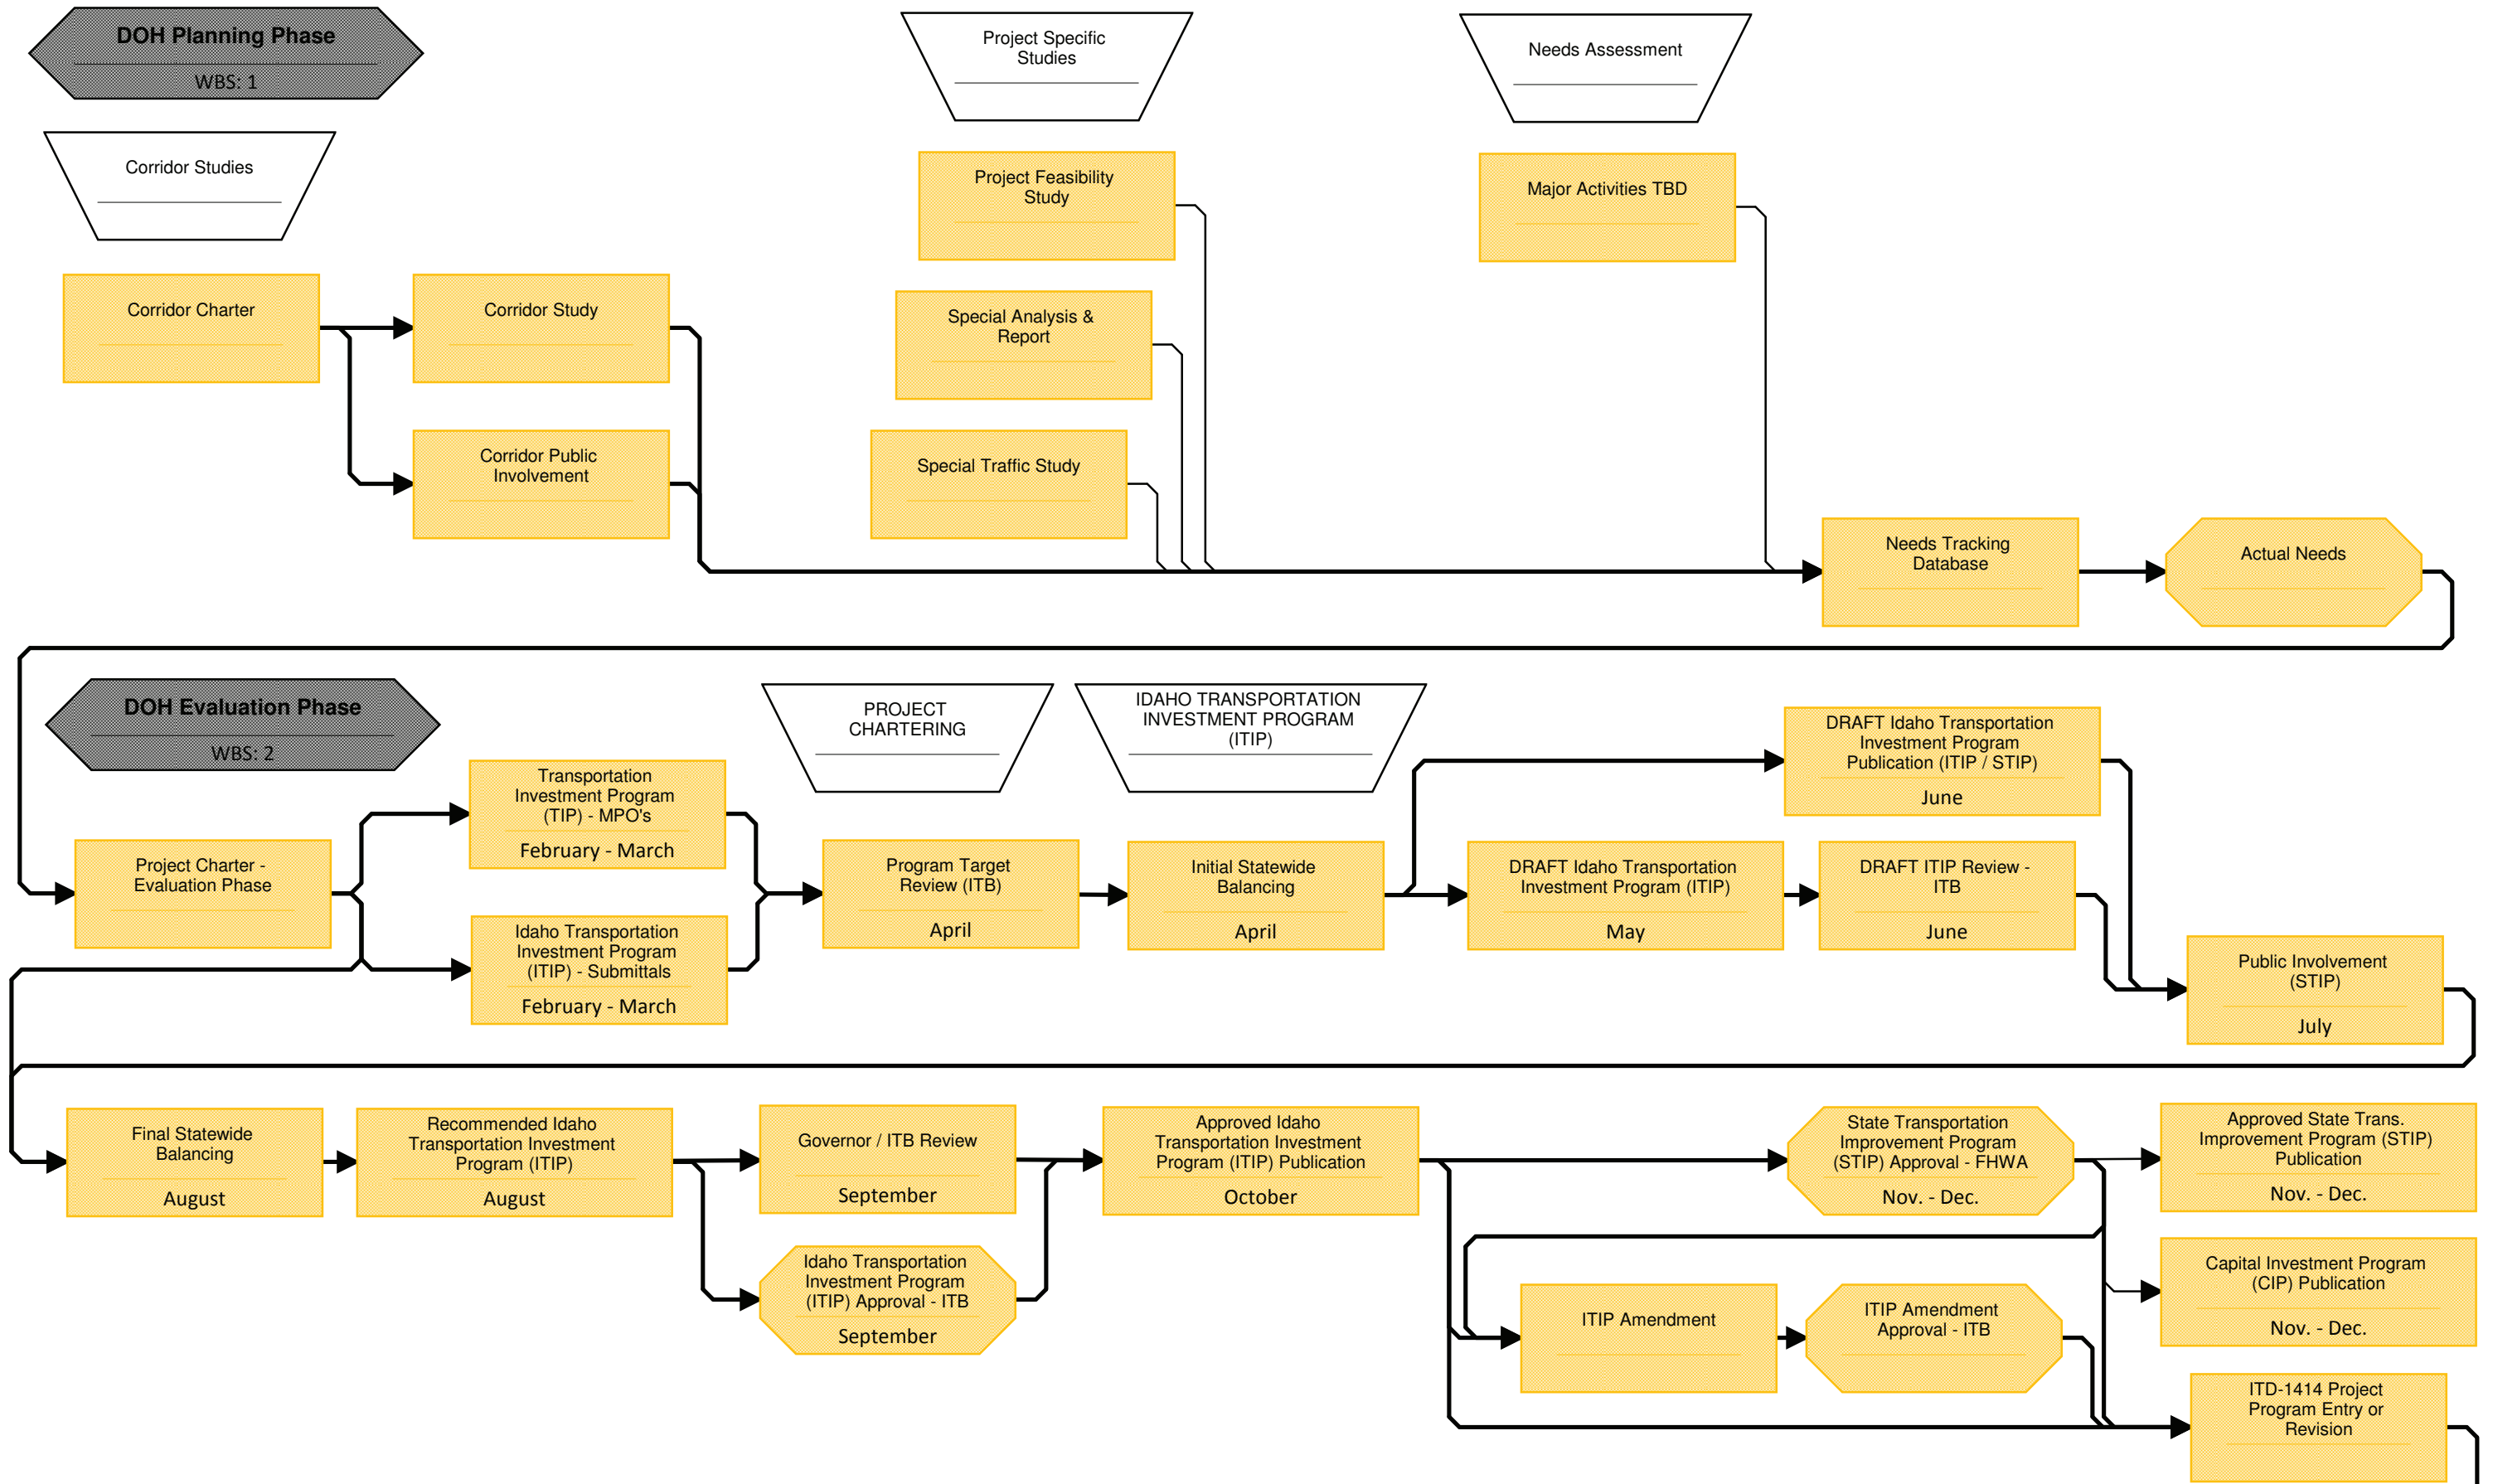 DOH Planning Phase
WBS: 1
Project Specific
Studies
Needs Assessment
Corridor Studies
Project Feasibility
Study
Major Activities TBD
Corridor Charter
Corridor Study
Special Analysis &
Report
Corridor Public
Involvement
Special Traffic Study
Needs Tracking
Database
Actual Needs
DOH Evaluation Phase
WBS: 2
PROJECT
CHARTERING
IDAHO TRANSPORTATION
INVESTMENT PROGRAM
(ITIP)
DRAFT Idaho Transportation
Investment Program
Publication (ITIP / STIP)
June
Transportation
Investment Program
(TIP) - MPO's
February - March
Project Charter -
Evaluation Phase
Idaho Transportation
Investment Program
(ITIP) - Submittals
February - March
Program Target
Review (ITB)
April
Initial Statewide
Balancing
April
DRAFT Idaho Transportation
Investment Program (ITIP)
May
DRAFT ITIP Review -
ITB
June
Public Involvement
(STIP)
July
Final Statewide
Balancing
August
Recommended Idaho
Transportation Investment
Program (ITIP)
August
Governor / ITB Review
September
Idaho Transportation
Investment Program
(ITIP) Approval - ITB
September
Approved Idaho
Transportation Investment
Program (ITIP) Publication
October
State Transportation
Improvement Program
(STIP) Approval - FHWA
Nov. - Dec.
Approved State Trans.
Improvement Program (STIP)
Publication
Nov. - Dec.
Capital Investment Program
(CIP) Publication
Nov. - Dec.
ITIP Amendment
ITIP Amendment
Approval - ITB
ITD-1414 Project
Program Entry or
Revision